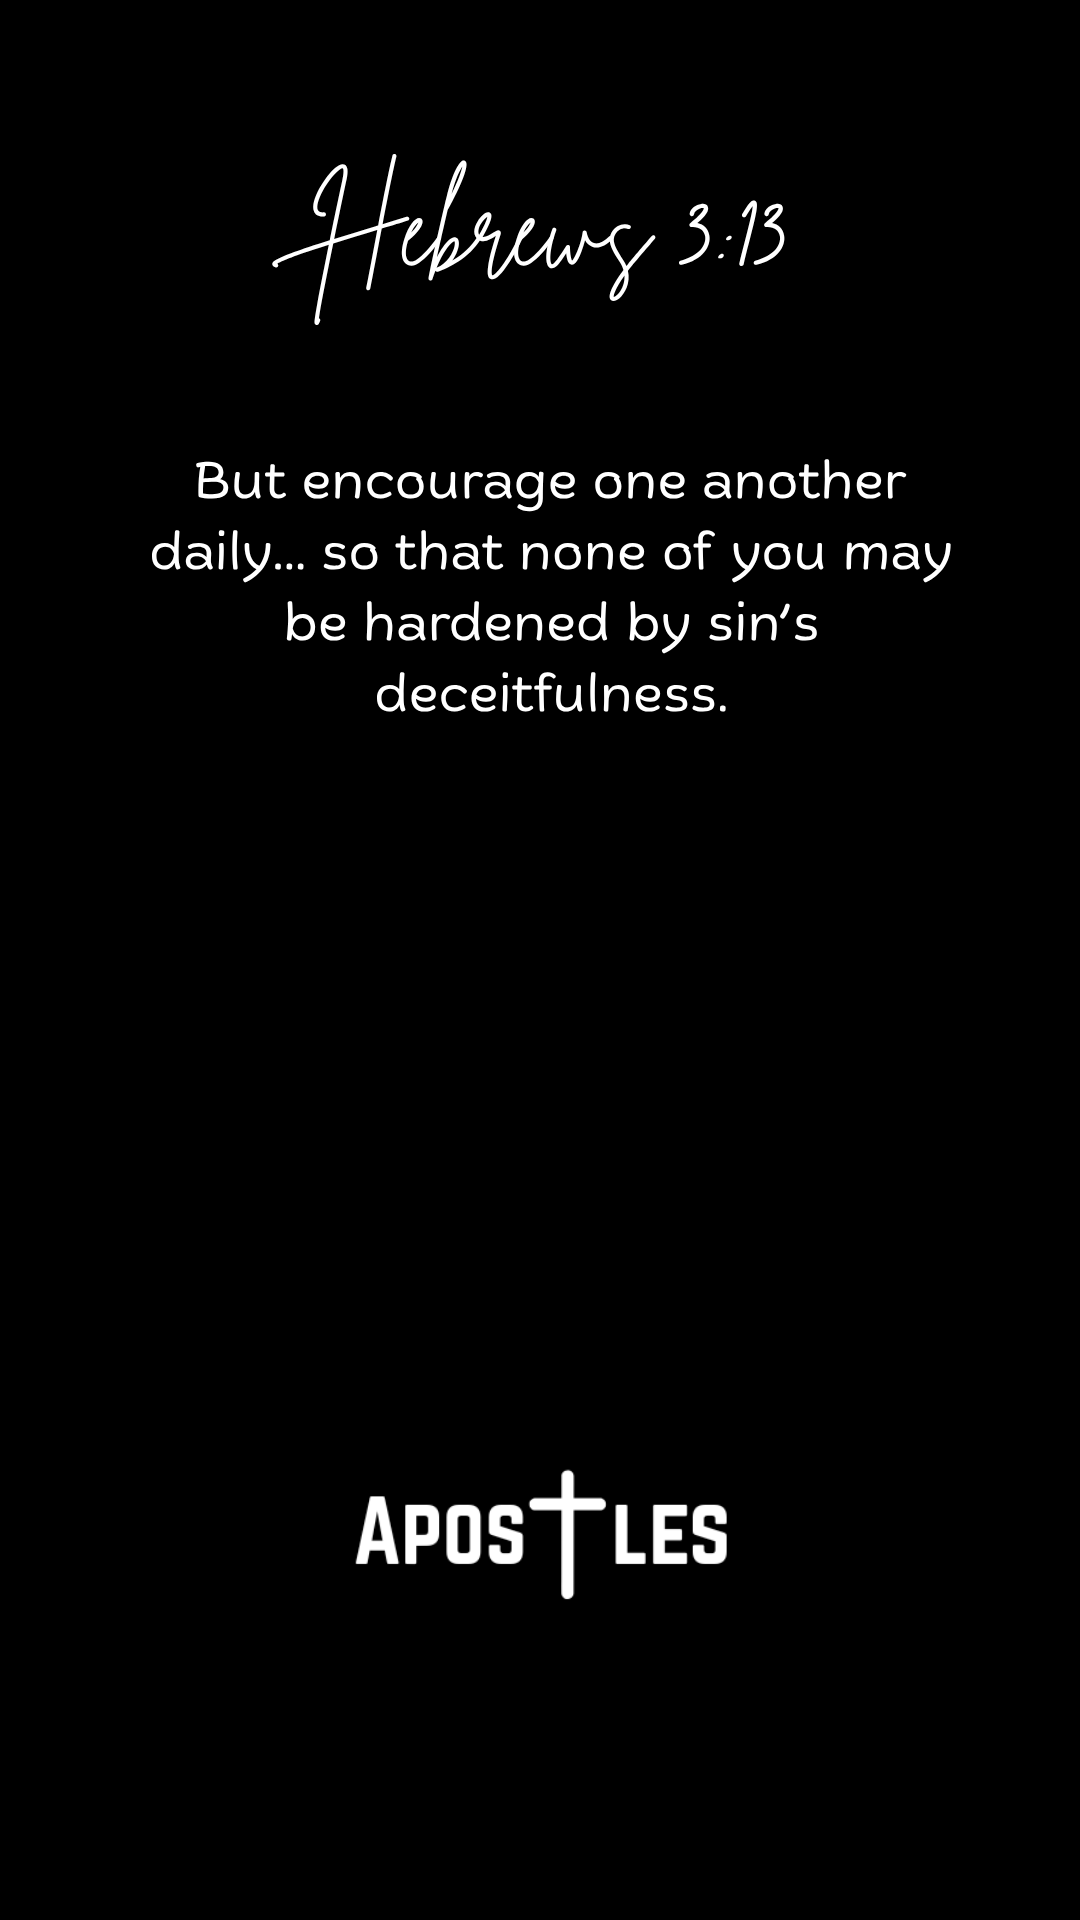 Hebrews 3:13
But encourage one another
daily... so that none of you may
be hardened by sin’s
deceitfulness.
APOSTLES